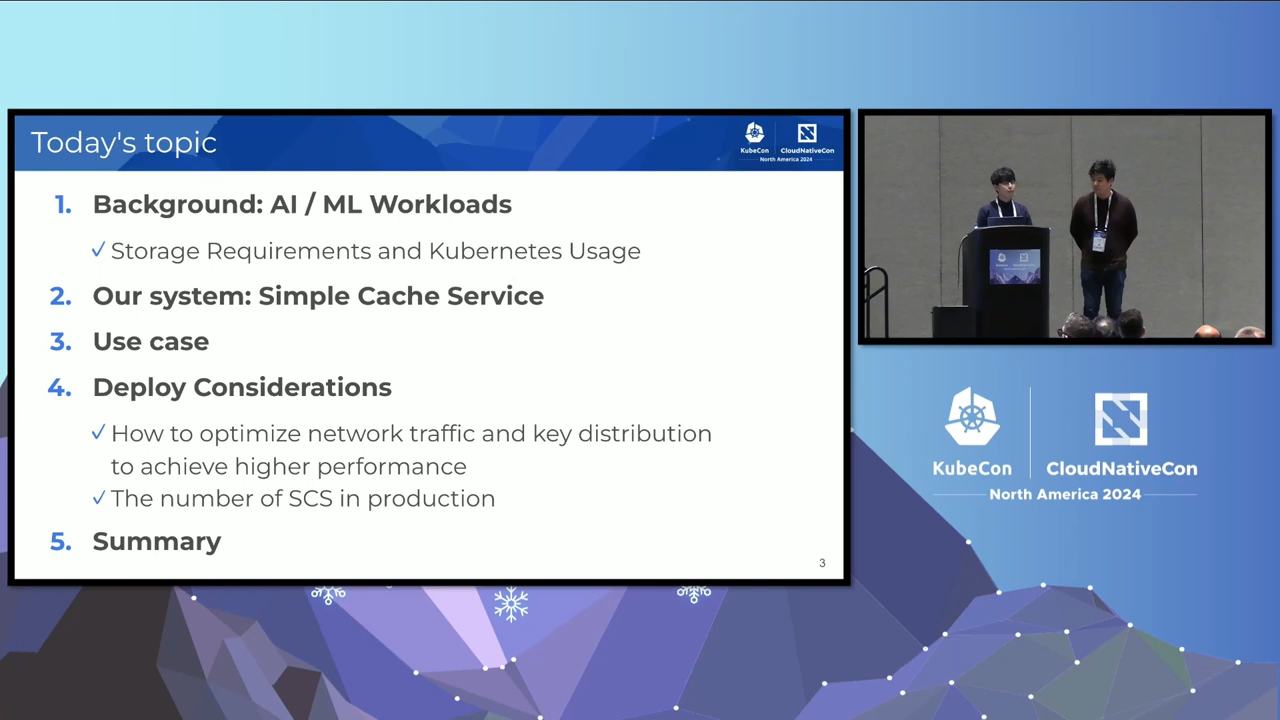 Today's topic
KubeCon
CloudNativeCon
North America 2024
1. Background: AI / ML Workloads
✓ Storage Requirements and Kubernetes Usage
2. Our system: Simple Cache Service
3. Use case
4. Deploy Considerations
✓ How to optimize network traffic and key distribution
to achieve higher performance
✓ The number of SCS in production
5. Summary
3
KubeCon
CloudNativeCon
North America 2024